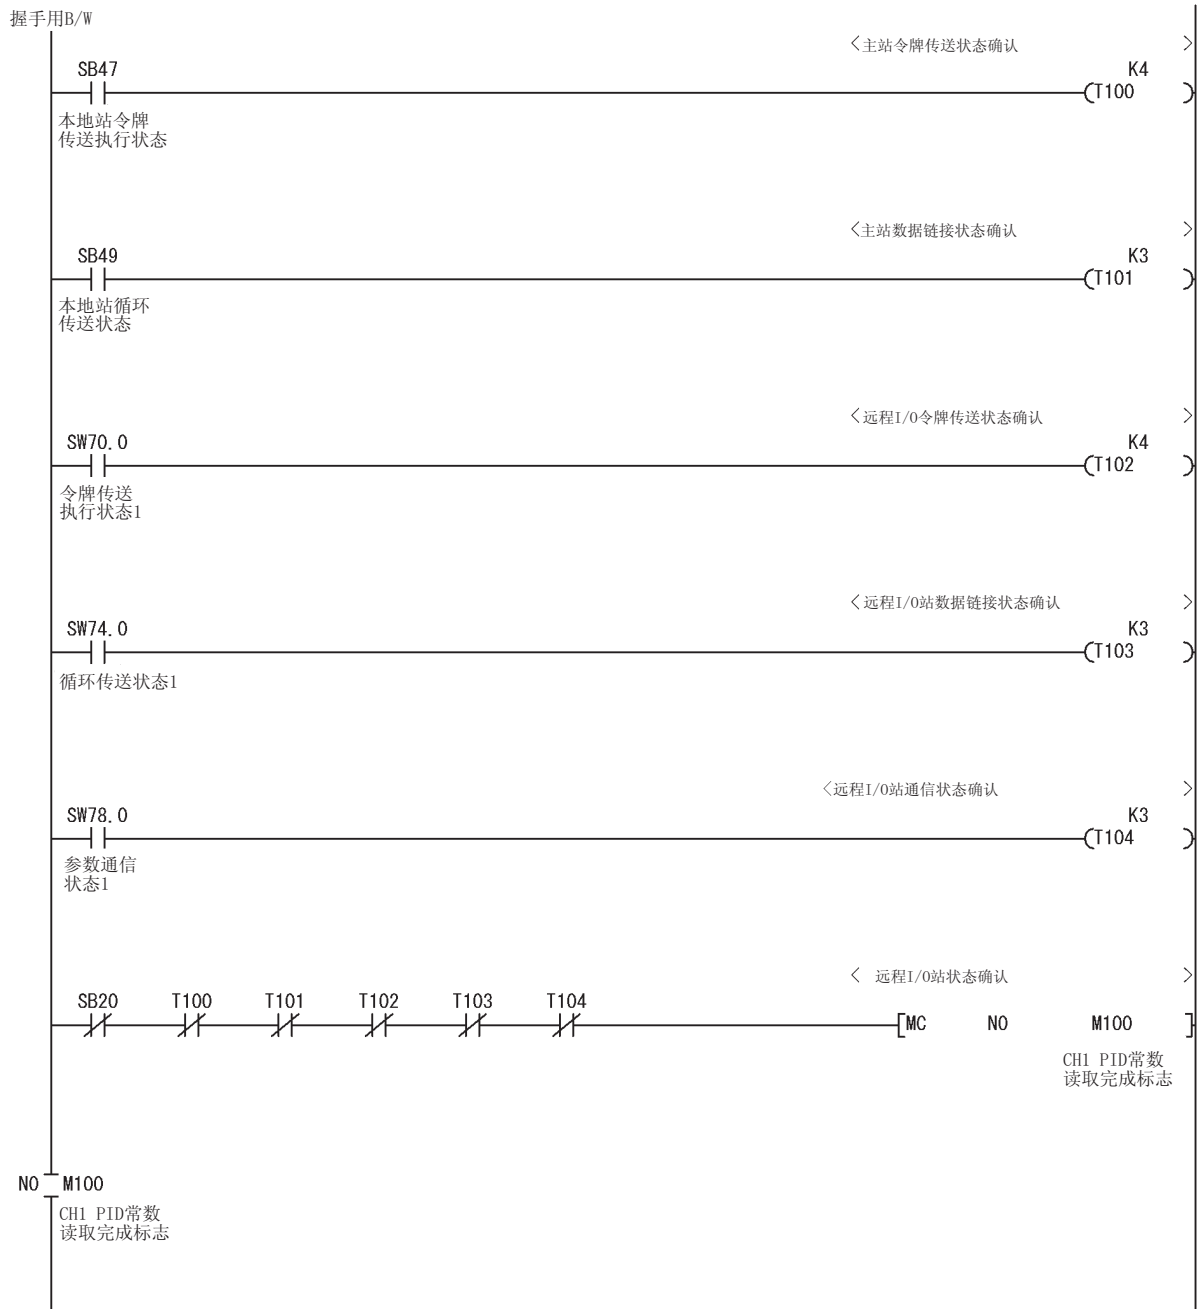 握手用B/W
<主站令牌传送状态确认 >
SB47 K4
(T100 )
本地站令牌
传送执行状态
<主站数据链接状态确认 >
SB49 K3
(T101 )
本地站循环
传送状态
<远程I/O令牌传送状态确认 >
SW70.0 K4
(T102 )
令牌传送
执行状态1
<远程I/O站数据链接状态确认 >
SW74.0 K3
(T103 )
循环传送状态1
<远程I/O站通信状态确认 >
SW78.0 K3
(T104 )
参数通信
状态1
< 远程I/O站状态确认 >
SB20 T100 T101 T102 T103 T104
[MC N0 M100 ]
CH1 PID常数
读取完成标志
N0 M100
CH1 PID常数
读取完成标志